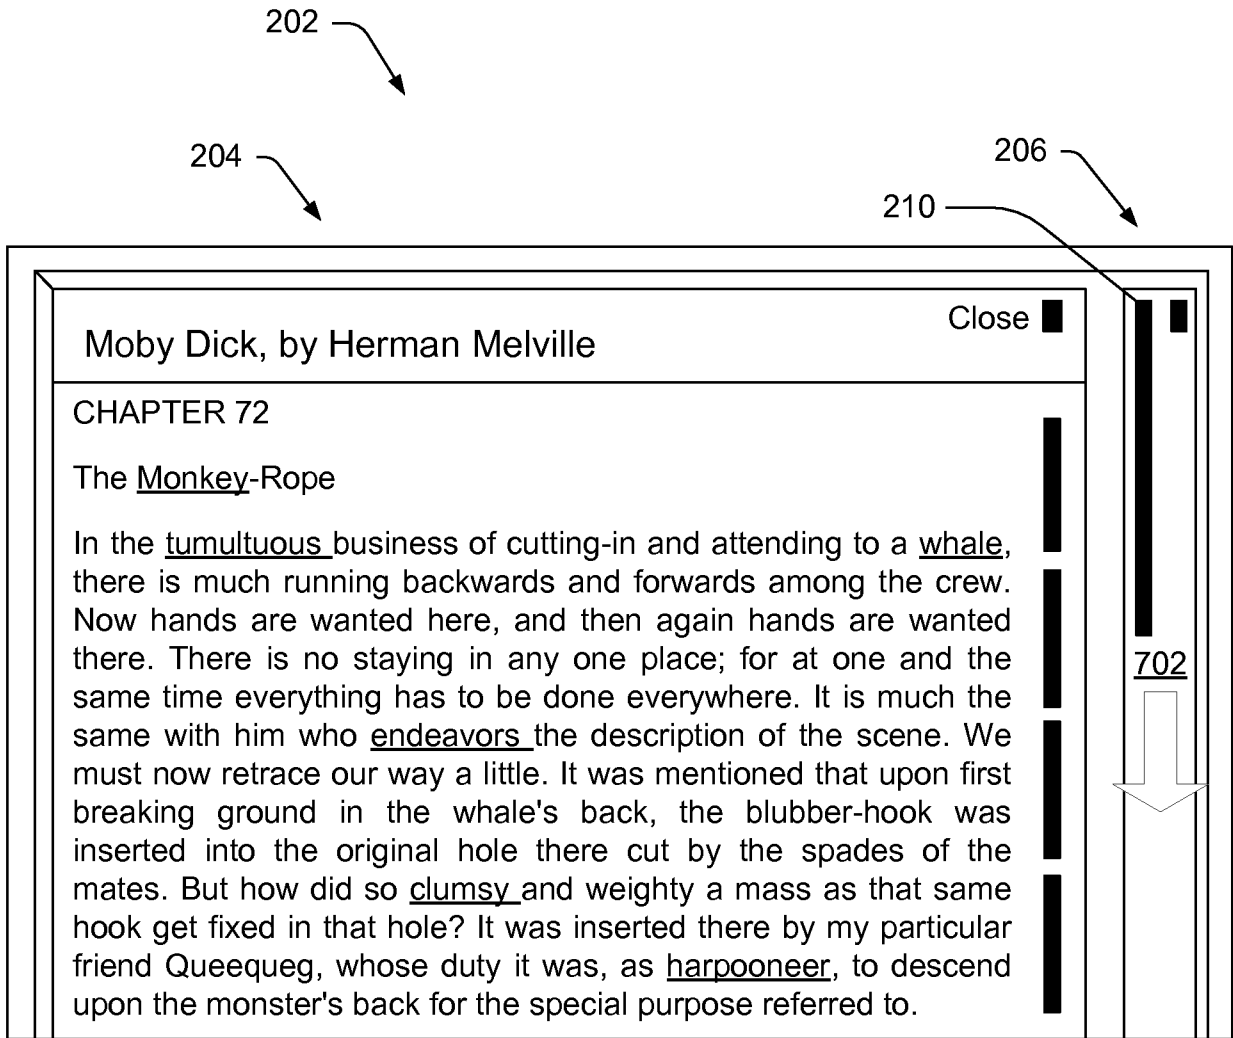 202
204
206
210
Close
Moby Dick, by Herman Melville
CHAPTER 72
The Monkey-Rope
In the tumultuous business of cutting-in and attending to a whale,
there is much running backwards and forwards among the crew.
Now hands are wanted here, and then again hands are wanted
there. There is no staying in any one place; for at one and the
702
same time everything has to be done everywhere. It is much the
same with him who endeavors the description of the scene. We
must now retrace our way a little. It was mentioned that upon first
breaking ground in the whale's back, the blubber-hook was
inserted into the original hole there cut by the spades of the
mates. But how did so clumsy and weighty a mass as that same
hook get fixed in that hole? It was inserted there by my particular
friend Queequeg, whose duty it was, as harpooneer, to descend
upon the monster's back for the special purpose referred to.